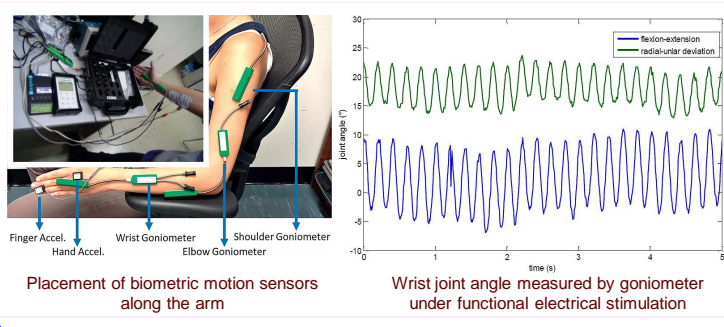 Finger Accel.
Hand Accel.
Wrist Goniometer
Elbow Goniometer
Shoulder Goniometer
Placement of biometric motion sensors
along the arm
30
25
20
15
10
5
0
-5
-10
joint angle (°)
flexion-extension
radial-unlar deviation
0 1 2 3 4 5
time (s)
Wrist joint angle measured by goniometer
under functional electrical stimulation